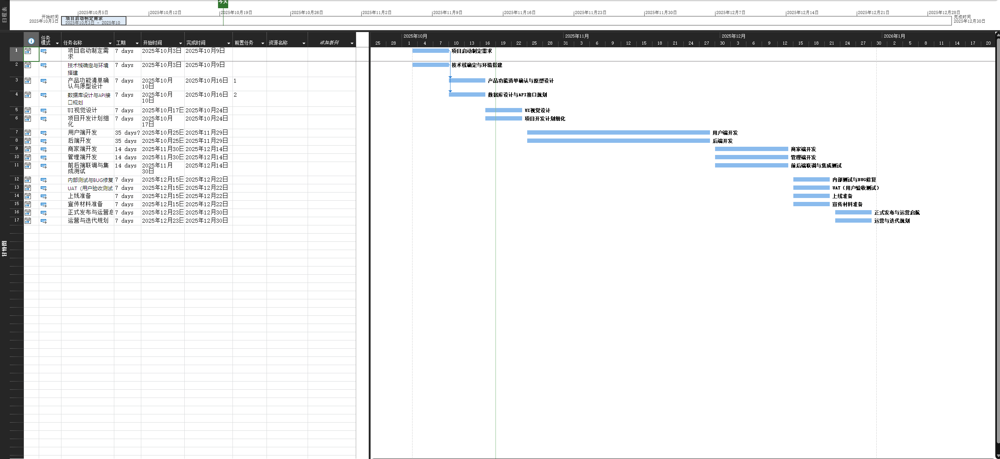 今天
日程表
2025年10月5日 2025年10月12日 2025年10月19日 2025年10月26日 2025年11月2日 2025年11月9日 2025年11月16日 2025年11月23日 2025年11月30日 2025年12月7日 2025年12月14日 2025年12月21日 2025年12月28日
开始时间
2025年10月3日
项目启动制定需求
2025年10月3日 - 2025年10
完成时间
2025年12月30日
甘特图
任务模式 任务名称 工期 开始时间 完成时间 前置任务 资源名称 添加新列
2025年10月 2025年11月 2025年12月 2026年1月
25 28 1 4 7 10 13 16 19 22 25 28 31 3 6 9 12 15 18 21 24 27 30 3 6 9 12 15 18 21 24 27 30 2 5 8 11 14 17 20
1 项目启动制定需求 7 days 2025年10月3日 2025年10月9日
2 技术栈确定与环境搭建 7 days 2025年10月3日 2025年10月9日
3 产品功能清单确认与原型设计 7 days 2025年10月10日 2025年10月16日 1
4 数据库设计与API接口规划 7 days 2025年10月10日 2025年10月16日 2
5 UI视觉设计 7 days 2025年10月17日 2025年10月24日
6 项目开发计划细化 7 days 2025年10月17日 2025年10月24日
7 用户端开发 35 days? 2025年10月25日 2025年11月29日
8 后端开发 35 days 2025年10月25日 2025年11月29日
9 商家端开发 14 days 2025年11月30日 2025年12月14日
10 管理端开发 14 days 2025年11月30日 2025年12月14日
11 前后端联调与集成测试 14 days 2025年11月30日 2025年12月14日
12 内部测试与BUG修复 7 days 2025年12月15日 2025年12月22日
13 UAT（用户验收测试 7 days 2025年12月15日 2025年12月22日
14 上线准备 7 days 2025年12月15日 2025年12月22日
15 宣传材料准备 7 days 2025年12月15日 2025年12月22日
16 正式发布与运营启 7 days 2025年12月23日 2025年12月30日
17 运营与迭代规划 7 days 2025年12月23日 2025年12月30日
项目启动制定需求
技术栈确定与环境搭建
产品功能清单确认与原型设计
数据库设计与API接口规划
UI视觉设计
项目开发计划细化
用户端开发
后端开发
商家端开发
管理端开发
前后端联调与集成测试
内部测试与BUG修复
UAT（用户验收测试）
上线准备
宣传材料准备
正式发布与运营启航
运营与迭代规划